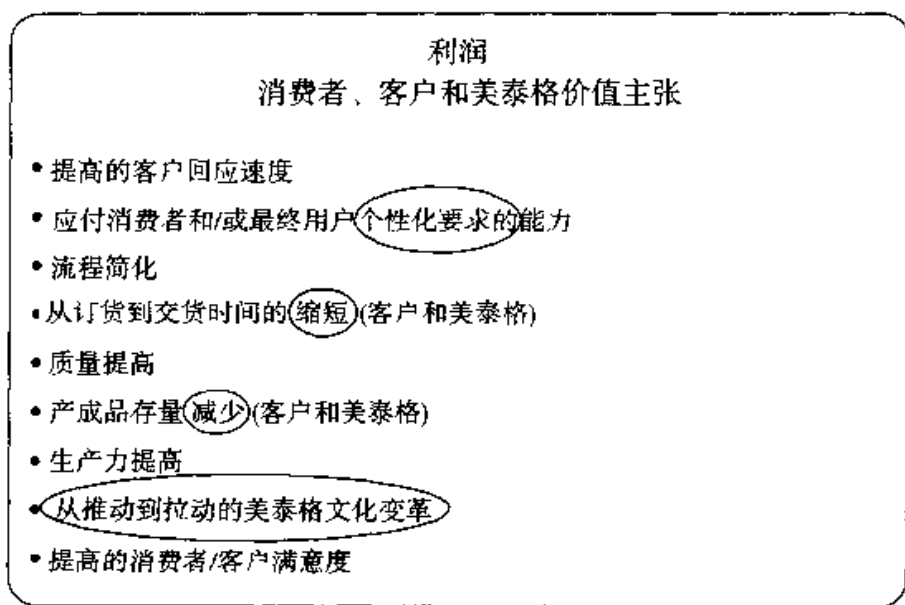 利润
消费者、客户和美泰格价值主张
• 提高的客户回应速度
• 应付消费者和/或最终用户个性化要求的能力
• 流程简化
• 从订货到交货时间的缩短(客户和美泰格)
• 质量提高
• 产成品存量减少(客户和美泰格)
• 生产力提高
• 从推动到拉动的美泰格文化变革
• 提高的消费者/客户满意度